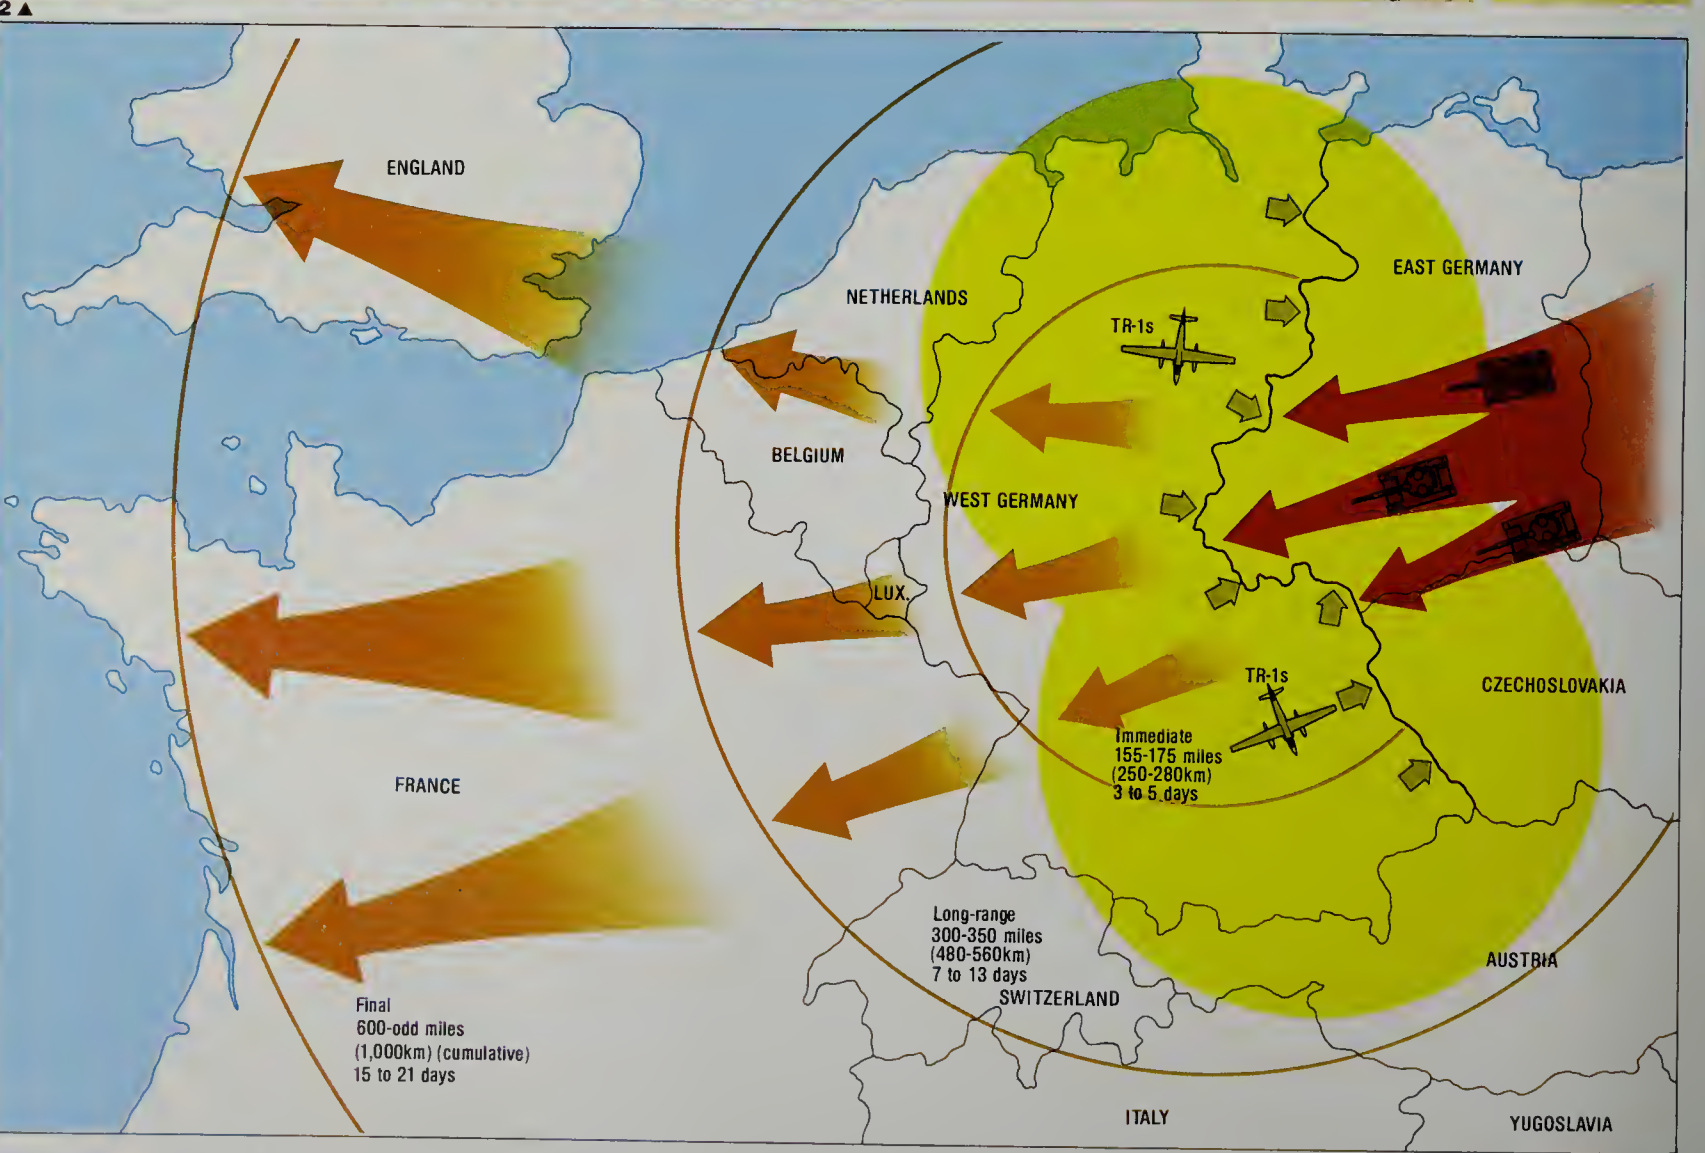 2▲
ENGLAND
NETHERLANDS
EAST GERMANY
TR-1s
BELGIUM
WEST GERMANY
LUX.
TR-1s
CZECHOSLOVAKIA
Immediate
155-175 miles
(250-280km)
3 to 5 days
FRANCE
Long-range
300-350 miles
(480-560km)
7 to 13 days
SWITZERLAND
AUSTRIA
Final
600-odd miles
(1,000km) (cumulative)
15 to 21 days
ITALY
YUGOSLAVIA